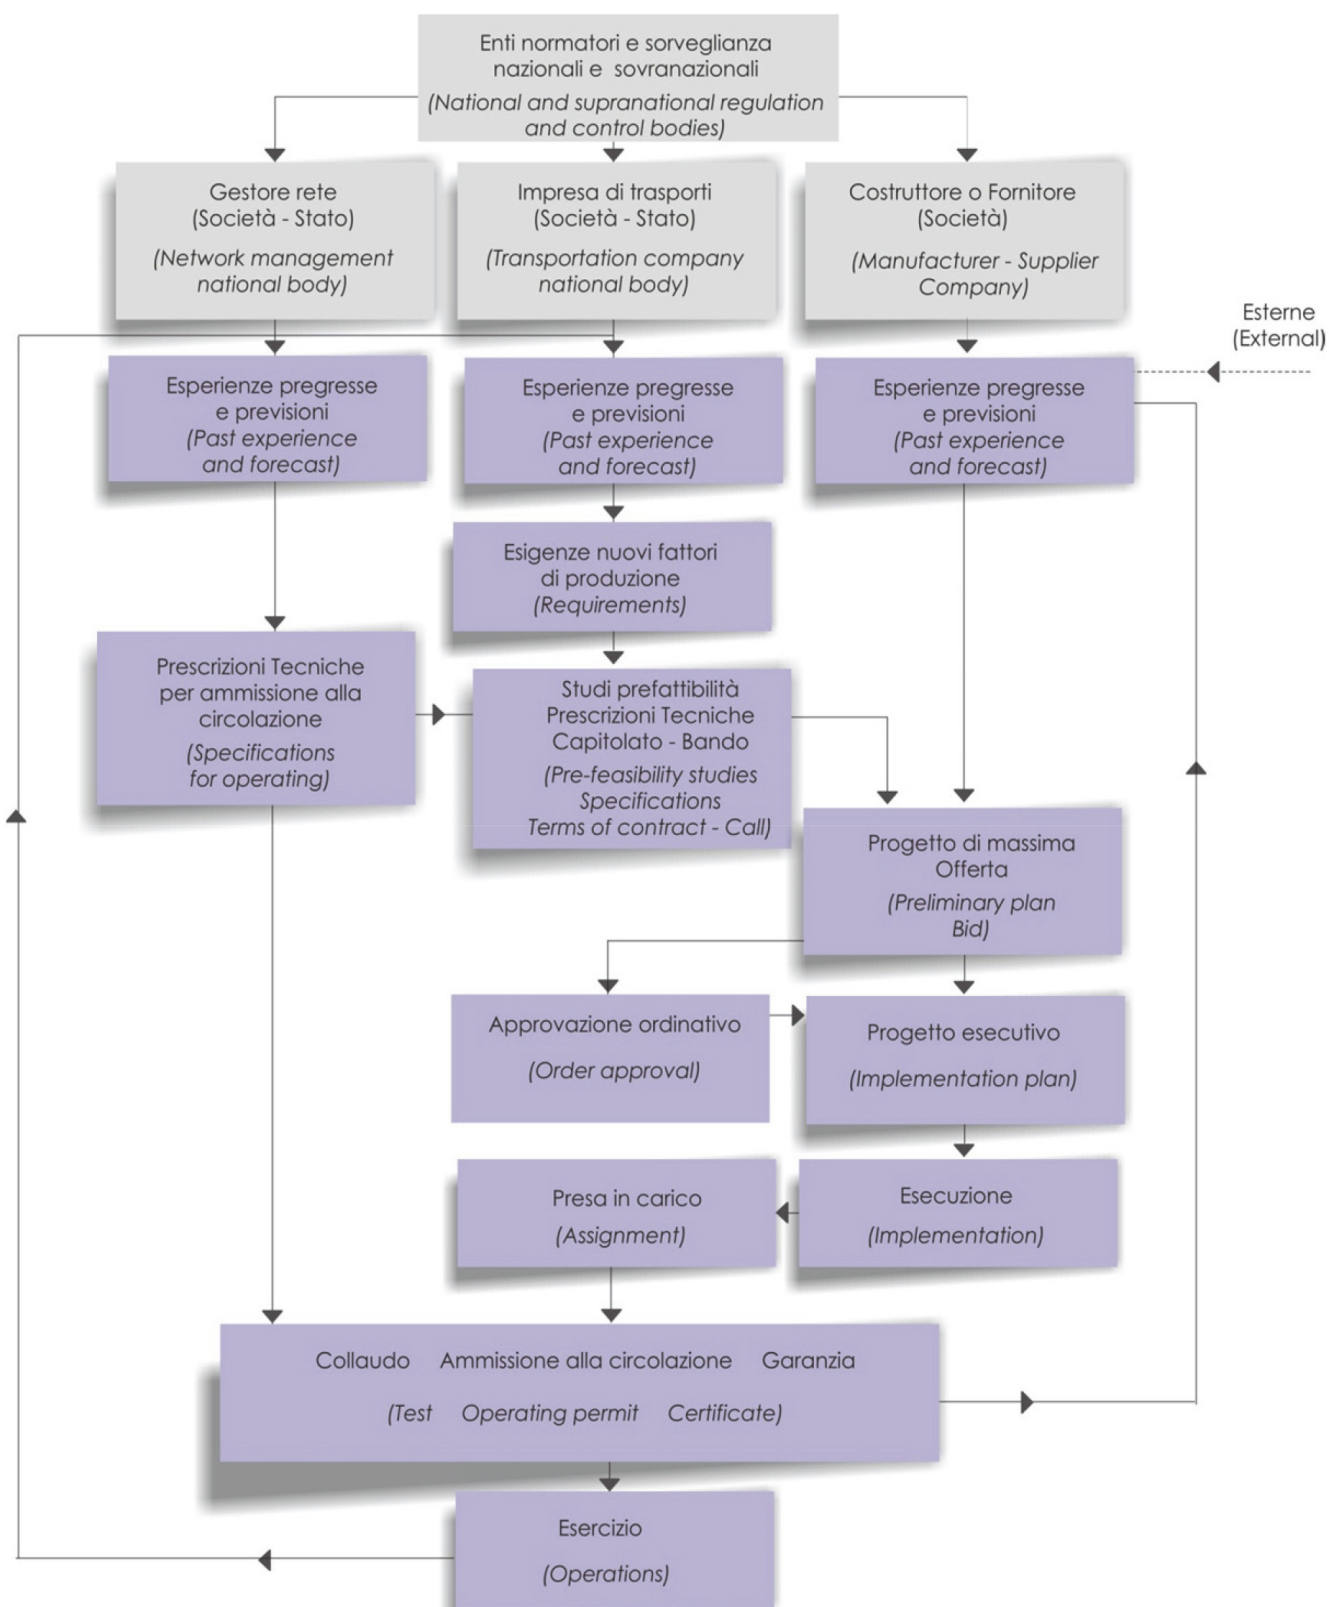 Enti normatori e sorveglianza
nazionali e sovranazionali
(National and supranational regulation
and control bodies)
Gestore rete
(Società - Stato)
(Network management
national body)
Impresa di trasporti
(Società - Stato)
(Transportation company
national body)
Costruttore o Fornitore
(Società)
(Manufacturer - Supplier
Company)
Esterne
(External)
Esperienze pregresse
e previsioni
(Past experience
and forecast)
Esperienze pregresse
e previsioni
(Past experience
and forecast)
Esperienze pregresse
e previsioni
(Past experience
and forecast)
Esigenze nuovi fattori
di produzione
(Requirements)
Prescrizioni Tecniche
per ammissione alla
circolazione
(Specifications
for operating)
Studi prefattibilità
Prescrizioni Tecniche
Capitolato - Bando
(Pre-feasibility studies
Specifications
Terms of contract - Call)
Progetto di massima
Offerta
(Preliminary plan
Bid)
Approvazione ordinativo
(Order approval)
Progetto esecutivo
(Implementation plan)
Presa in carico
(Assignment)
Esecuzione
(Implementation)
Collaudo Ammissione alla circolazione Garanzia
(Test Operating permit Certificate)
Esercizio
(Operations)